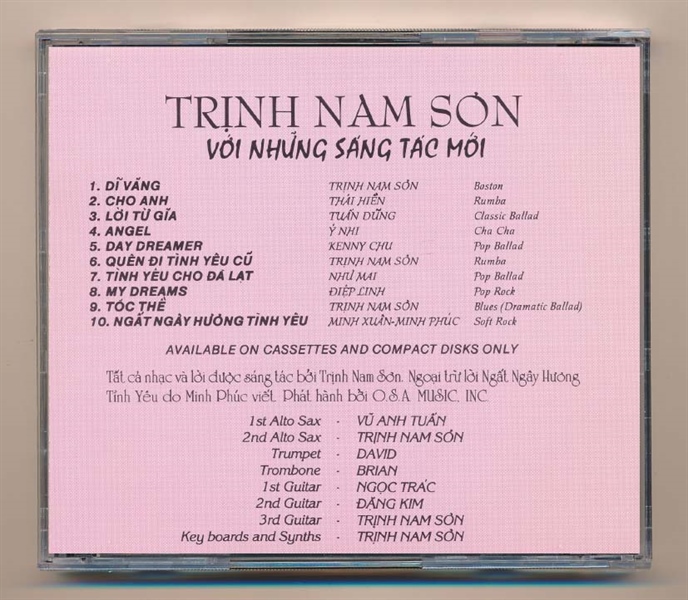 TRỊNH NAM SƠN
VỚI NHỮNG SÁNG TÁC MỚI
1. DĨ VÃNG TRỊNH NAM SƠN Boston
2. CHO ANH THÁI HIỀN Rumba
3. LỜI TỪ GĨA TUẤN DŨNG Classic Ballad
4. ANGEL Ý NHI Cha Cha
5. DAY DREAMER KENNY CHU Pop Ballad
6. QUÊN ĐI TÌNH YÊU CŨ TRỊNH NAM SƠN Rumba
7. TÌNH YÊU CHO ĐÀ LẠT NHƯ MAI Pop Ballad
8. MY DREAMS ĐIỆP LINH Pop Rock
9. TÓC THỀ TRỊNH NAM SƠN Blues (Dramatic Ballad)
10. NGẤT NGÂY HƯƠNG TÌNH YÊU MINH XUÂN-MINH PHÚC Soft Rock
AVAILABLE ON CASSETTES AND COMPACT DISKS ONLY
Tất cả nhạc và lời được sáng tác bởi Trịnh Nam Sơn. Ngoại trừ lời Ngất Ngây Hương
Tình Yêu do Minh Phúc viết. Phát hành bởi O.S.A. MUSIC, INC.
1st Alto Sax - VŨ ANH TUẤN
2nd Alto Sax - TRỊNH NAM SƠN
Trumpet - DAVID
Trombone - BRIAN
1st Guitar - NGỌC TRÁC
2nd Guitar - ĐĂNG KIM
3rd Guitar - TRỊNH NAM SƠN
Key boards and Synths - TRỊNH NAM SƠN